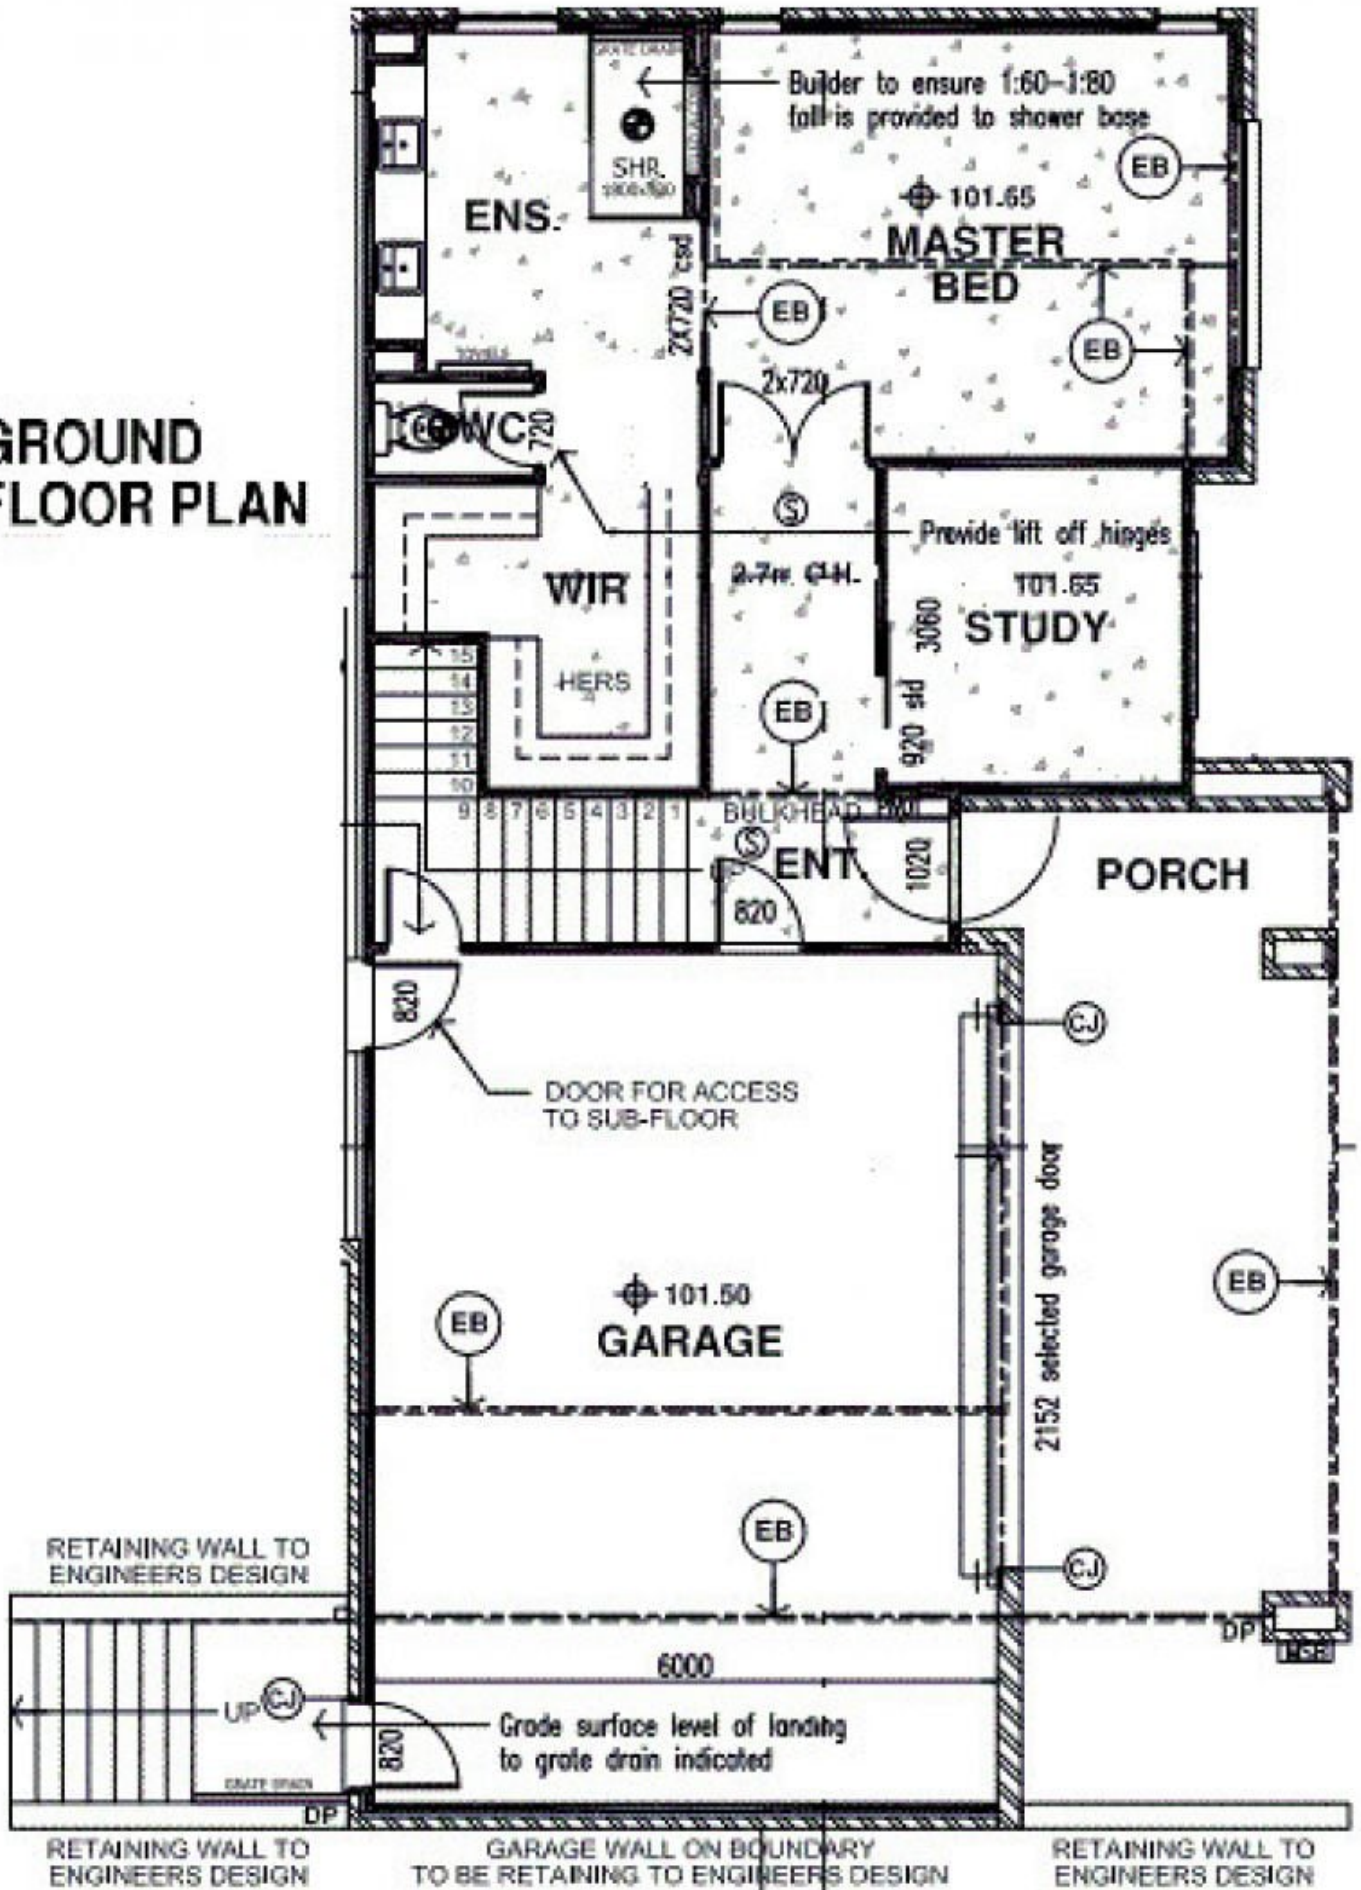 GROUND
FLOOR PLAN
GRATE DRAIN
Builder to ensure 1:60-1:80
fall is provided to shower base
SHR.
ENS.
EB
101.65
MASTER
BED
2X720 csd
EB
EB
2x720
WC
720
S
Provide lift off hinges
2.7m C.H.
101.65
WIR
3060
STUDY
HERS
EB
920 sld
15
14
13
12
11
10
9 8 7 6 5 4 3 2 1
BULKHEAD
S
ENT.
1020
PORCH
820
820
CJ
DOOR FOR ACCESS
TO SUB-FLOOR
2152 selected garage door
101.50
GARAGE
EB
EB
EB
CJ
RETAINING WALL TO
ENGINEERS DESIGN
DP
MSB
6000
UP
CJ
Grade surface level of landing
to grate drain indicated
820
GRATE DRAIN
DP
RETAINING WALL TO
ENGINEERS DESIGN
GARAGE WALL ON BOUNDARY
TO BE RETAINING TO ENGINEERS DESIGN
RETAINING WALL TO
ENGINEERS DESIGN